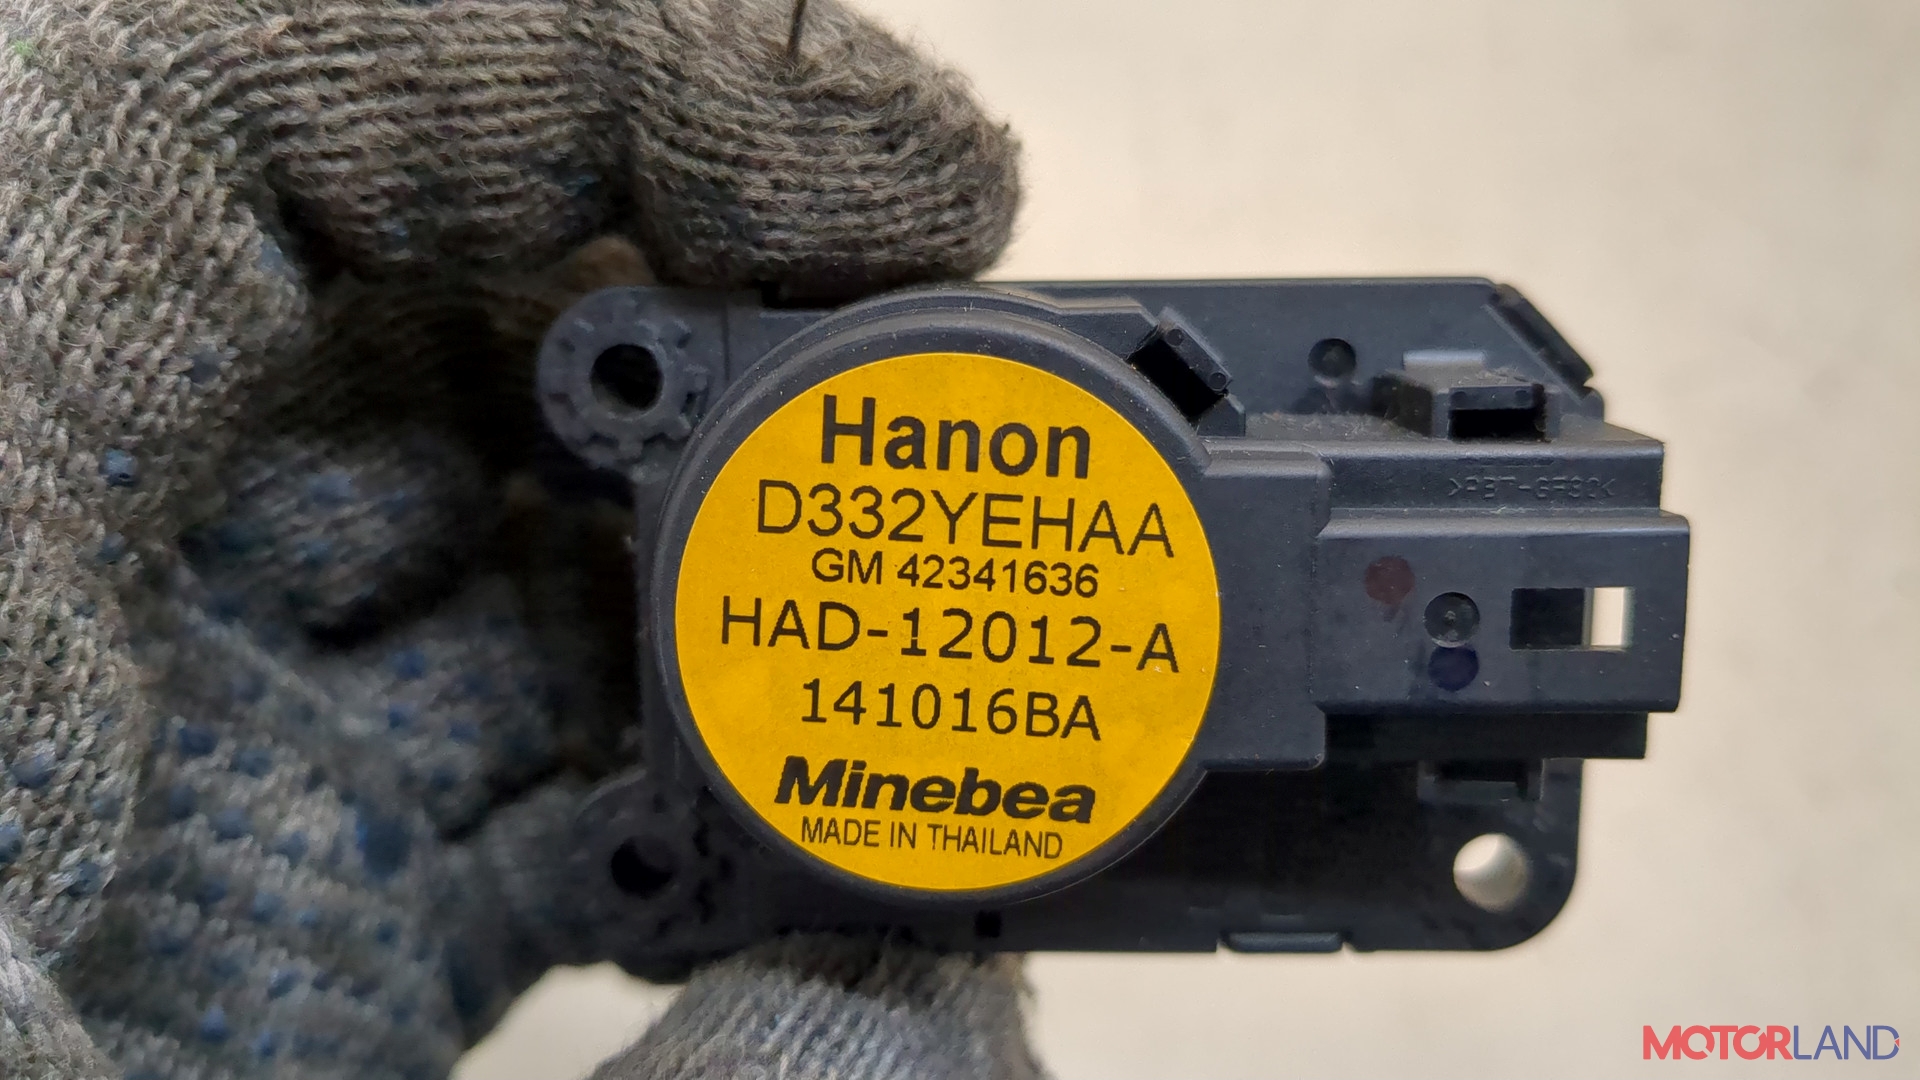 Hanon
D332YEHAA
GM 42341636
HAD-12012-A
141016BA
Minebea
MADE IN THAILAND
MOTORLAND